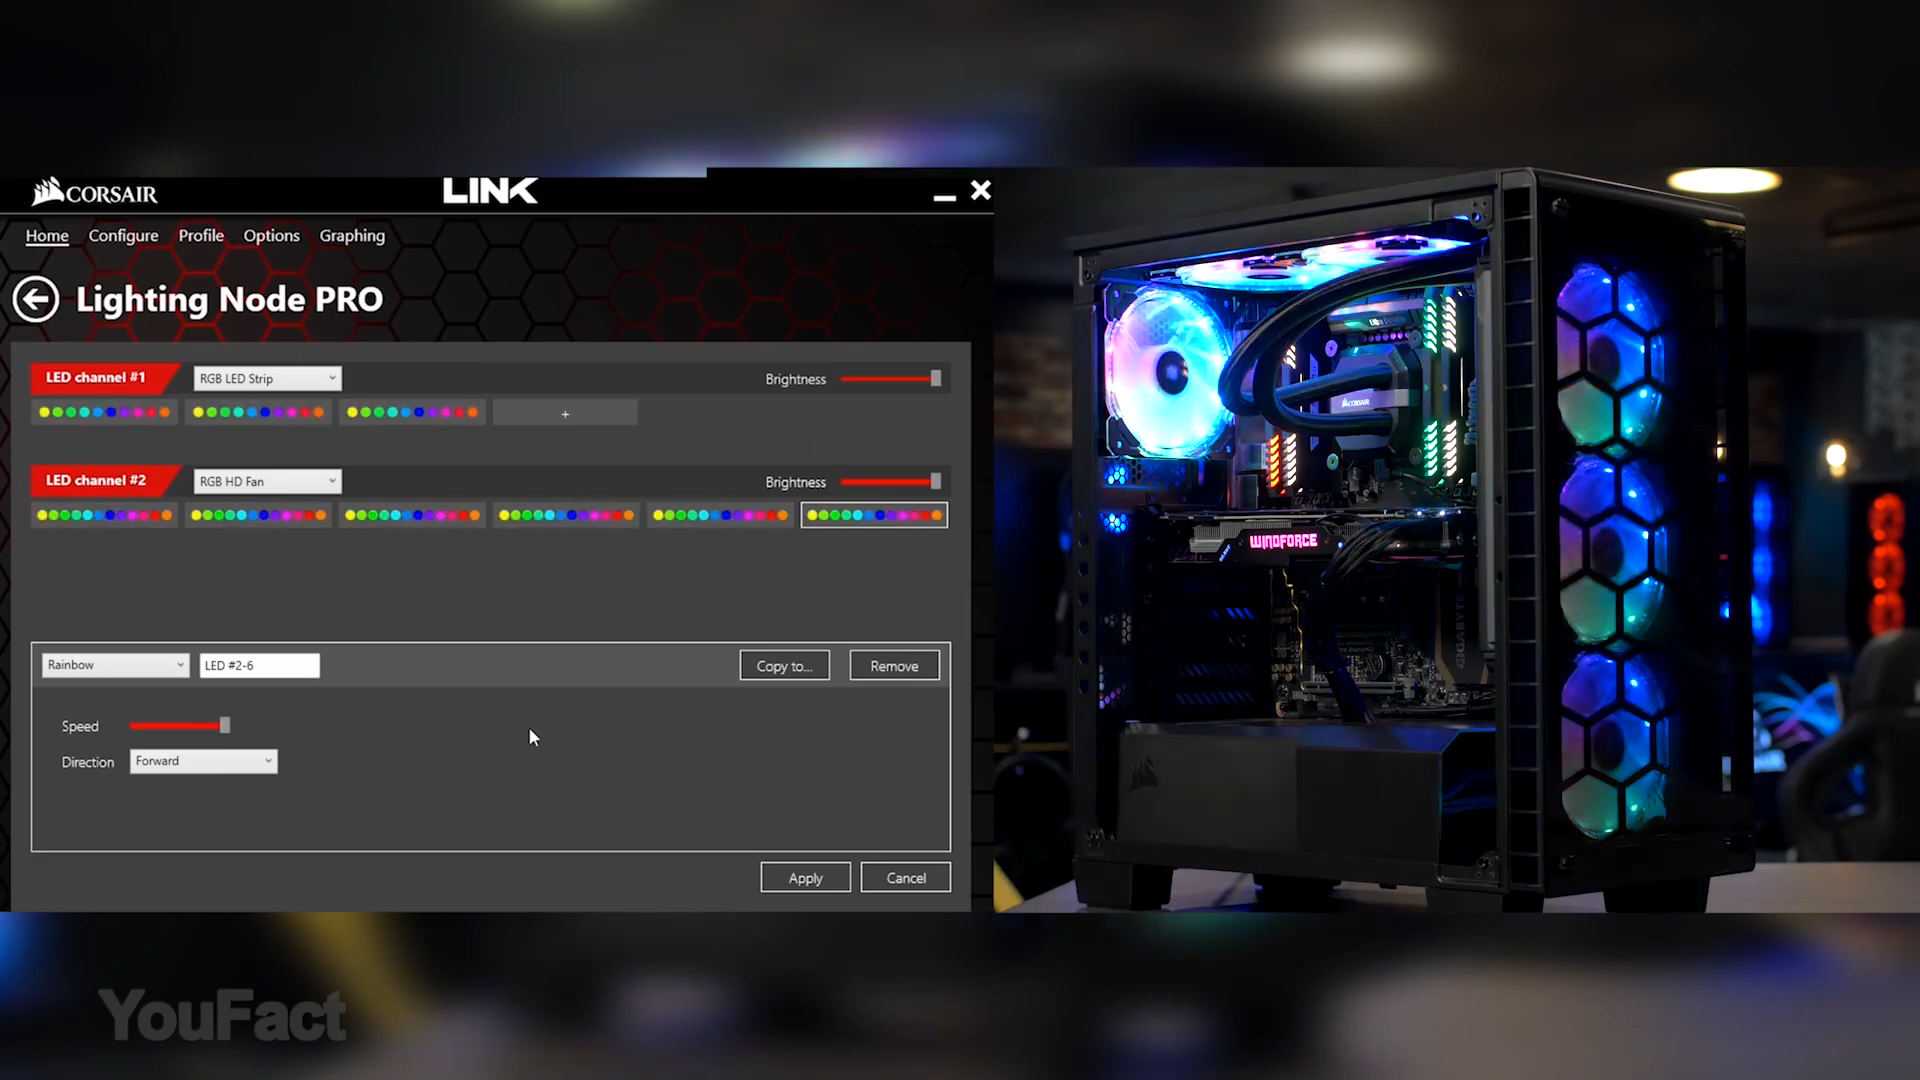 CORSAIR
LINK
Home Configure Profile Options Graphing
Lighting Node PRO
LED channel #1
RGB LED Strip
Brightness
+
LED channel #2
RGB HD Fan
Brightness
Rainbow
LED #2-6
Copy to...
Remove
Speed
Direction
Forward
Apply
Cancel
CORSAIR
WINDFORCE
GIGABYTE
YouFact